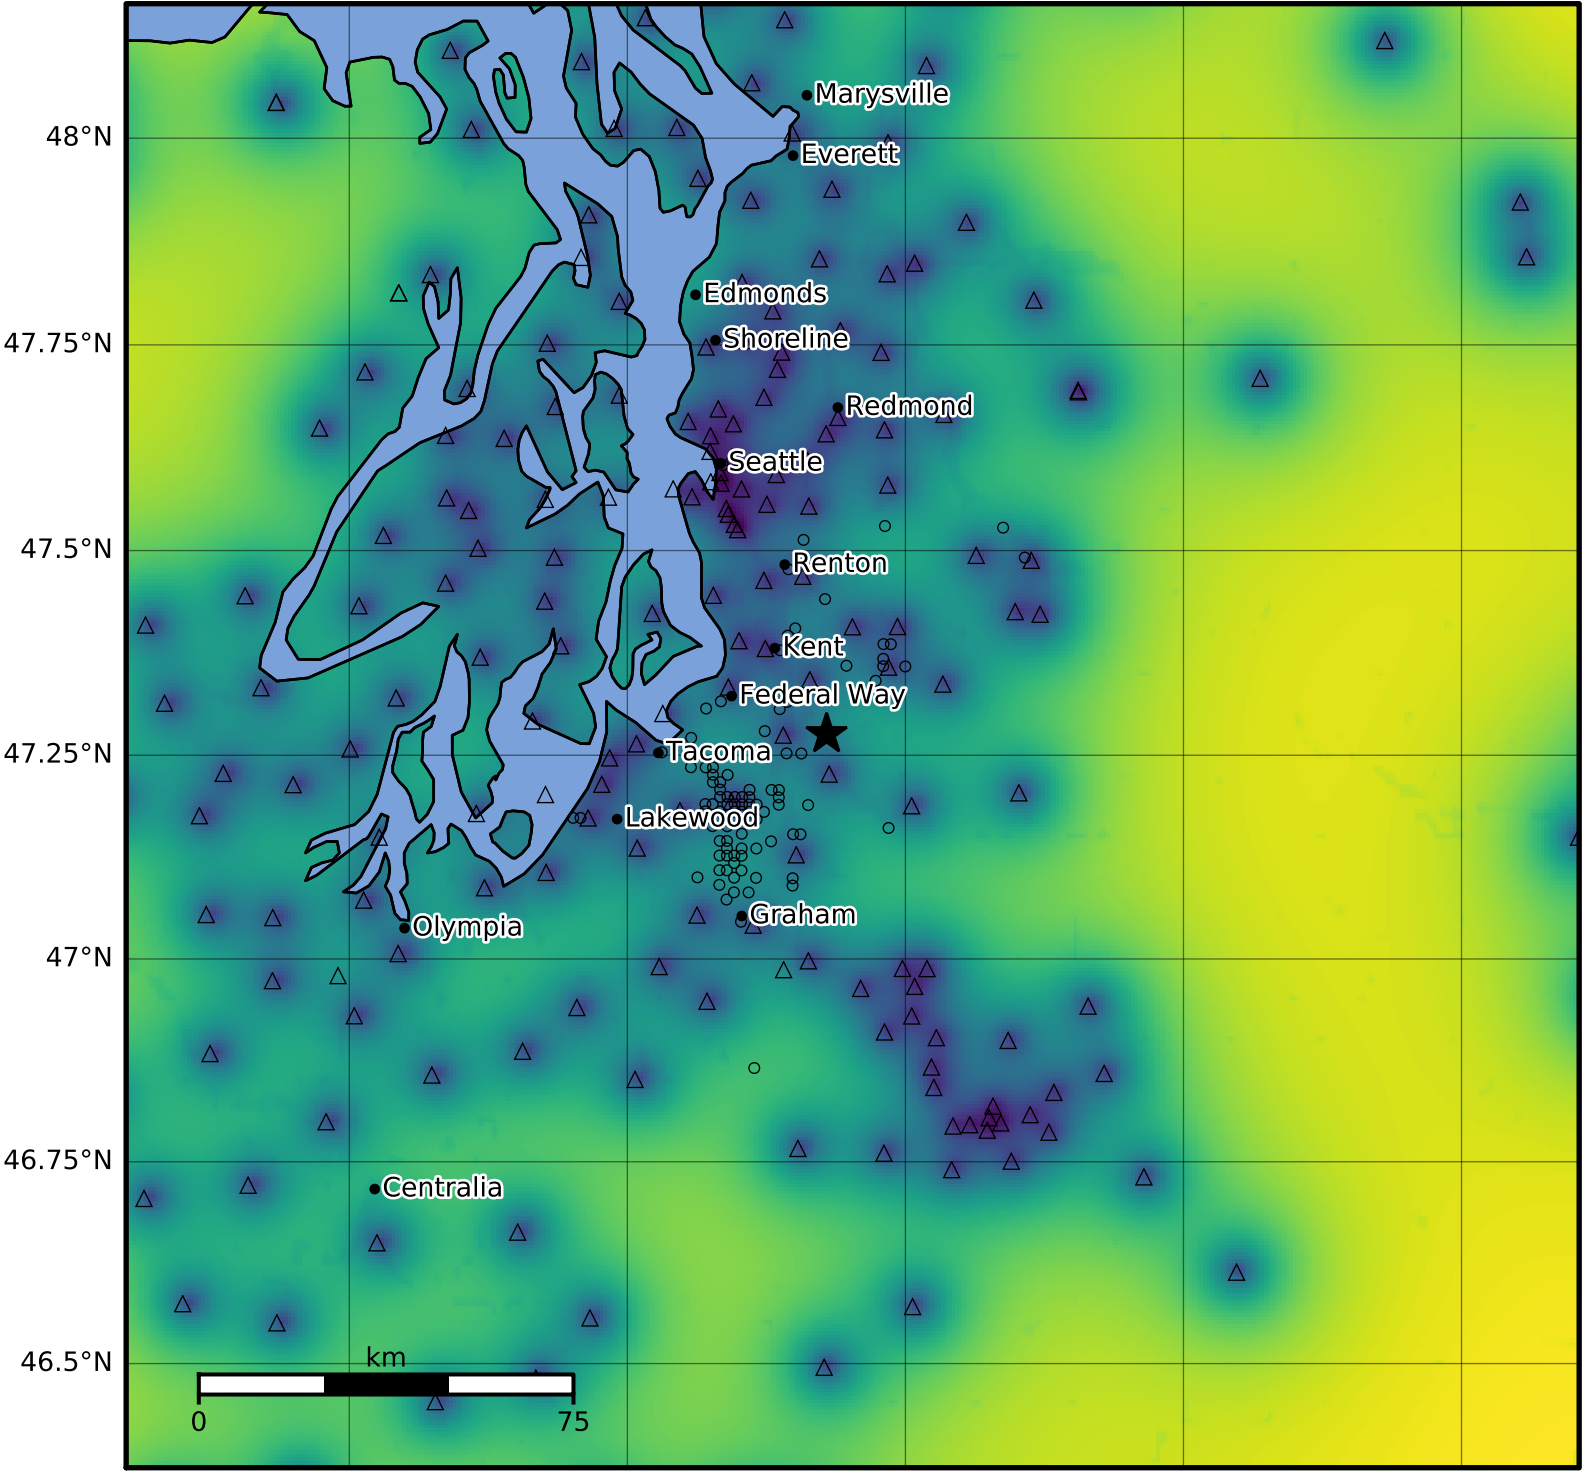 Marysville
48°N
Everett
Edmonds
47.75°N
Shoreline
Redmond
Seattle
47.5°N
Renton
Kent
Federal Way
47.25°N
Tacoma
Lakewood
Graham
Olympia
47°N
46.75°N
Centralia
46.5°N
km
0 75